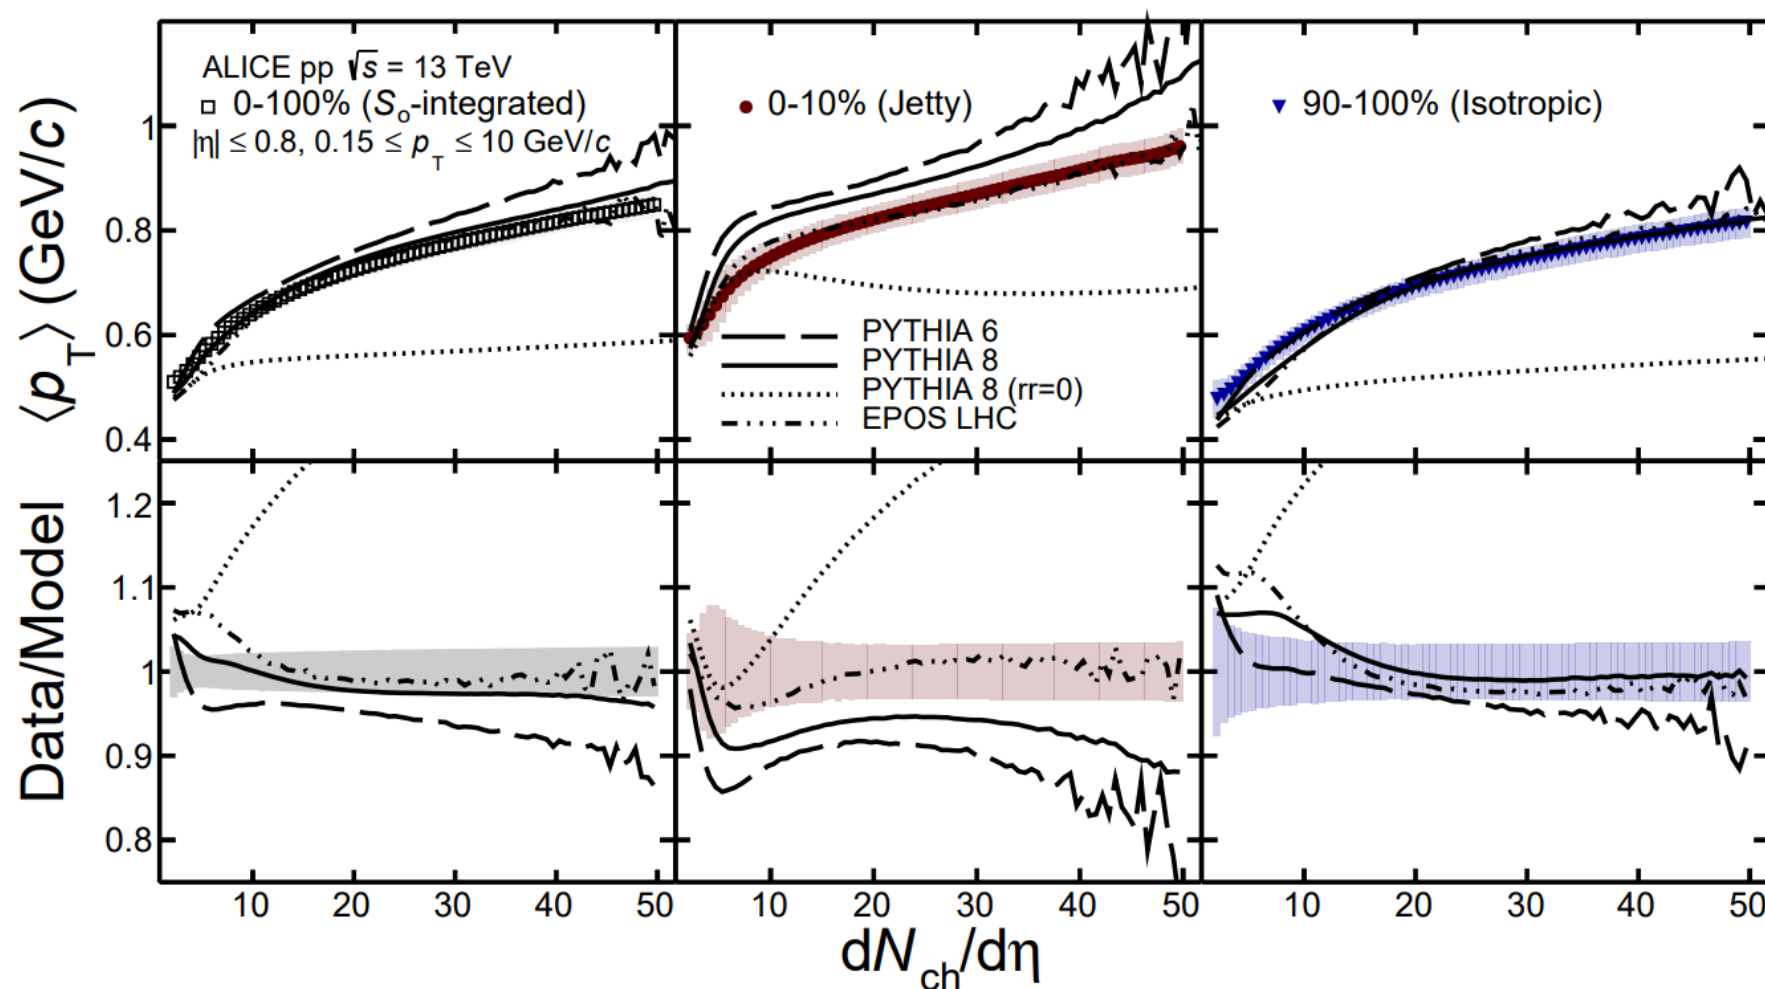 ALICE pp √s = 13 TeV
0-100% (Sₒ-integrated)
|η| ≤ 0.8, 0.15 ≤ p_T ≤ 10 GeV/c
0-10% (Jetty)
90-100% (Isotropic)
PYTHIA 6
PYTHIA 8
PYTHIA 8 (rr=0)
EPOS LHC
⟨p_T⟩ (GeV/c)
1
0.8
0.6
0.4
Data/Model
1.2
1.1
1
0.9
0.8
10 20 30 40 50 10 20 30 40 50 10 20 30 40 50
dN_ch/dη